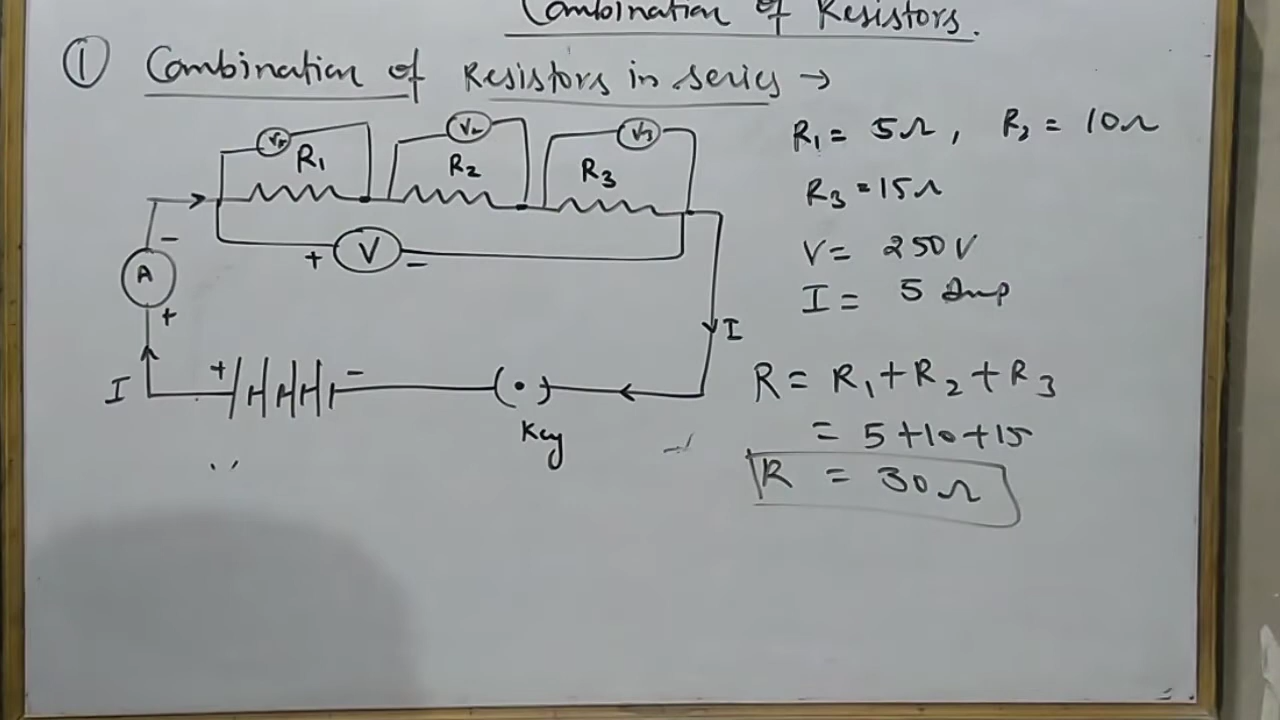 Combination of Resistors.
① Combination of Resistors in series →
V1 V2 V3
R1 R2 R3
R1 = 5Ω, R2 = 10Ω
R3 = 15Ω
+ V -
V = 250 V
- A +
I = 5 Amp
I
I + -
Key
R = R1 + R2 + R3
= 5 + 10 + 15
R = 30Ω